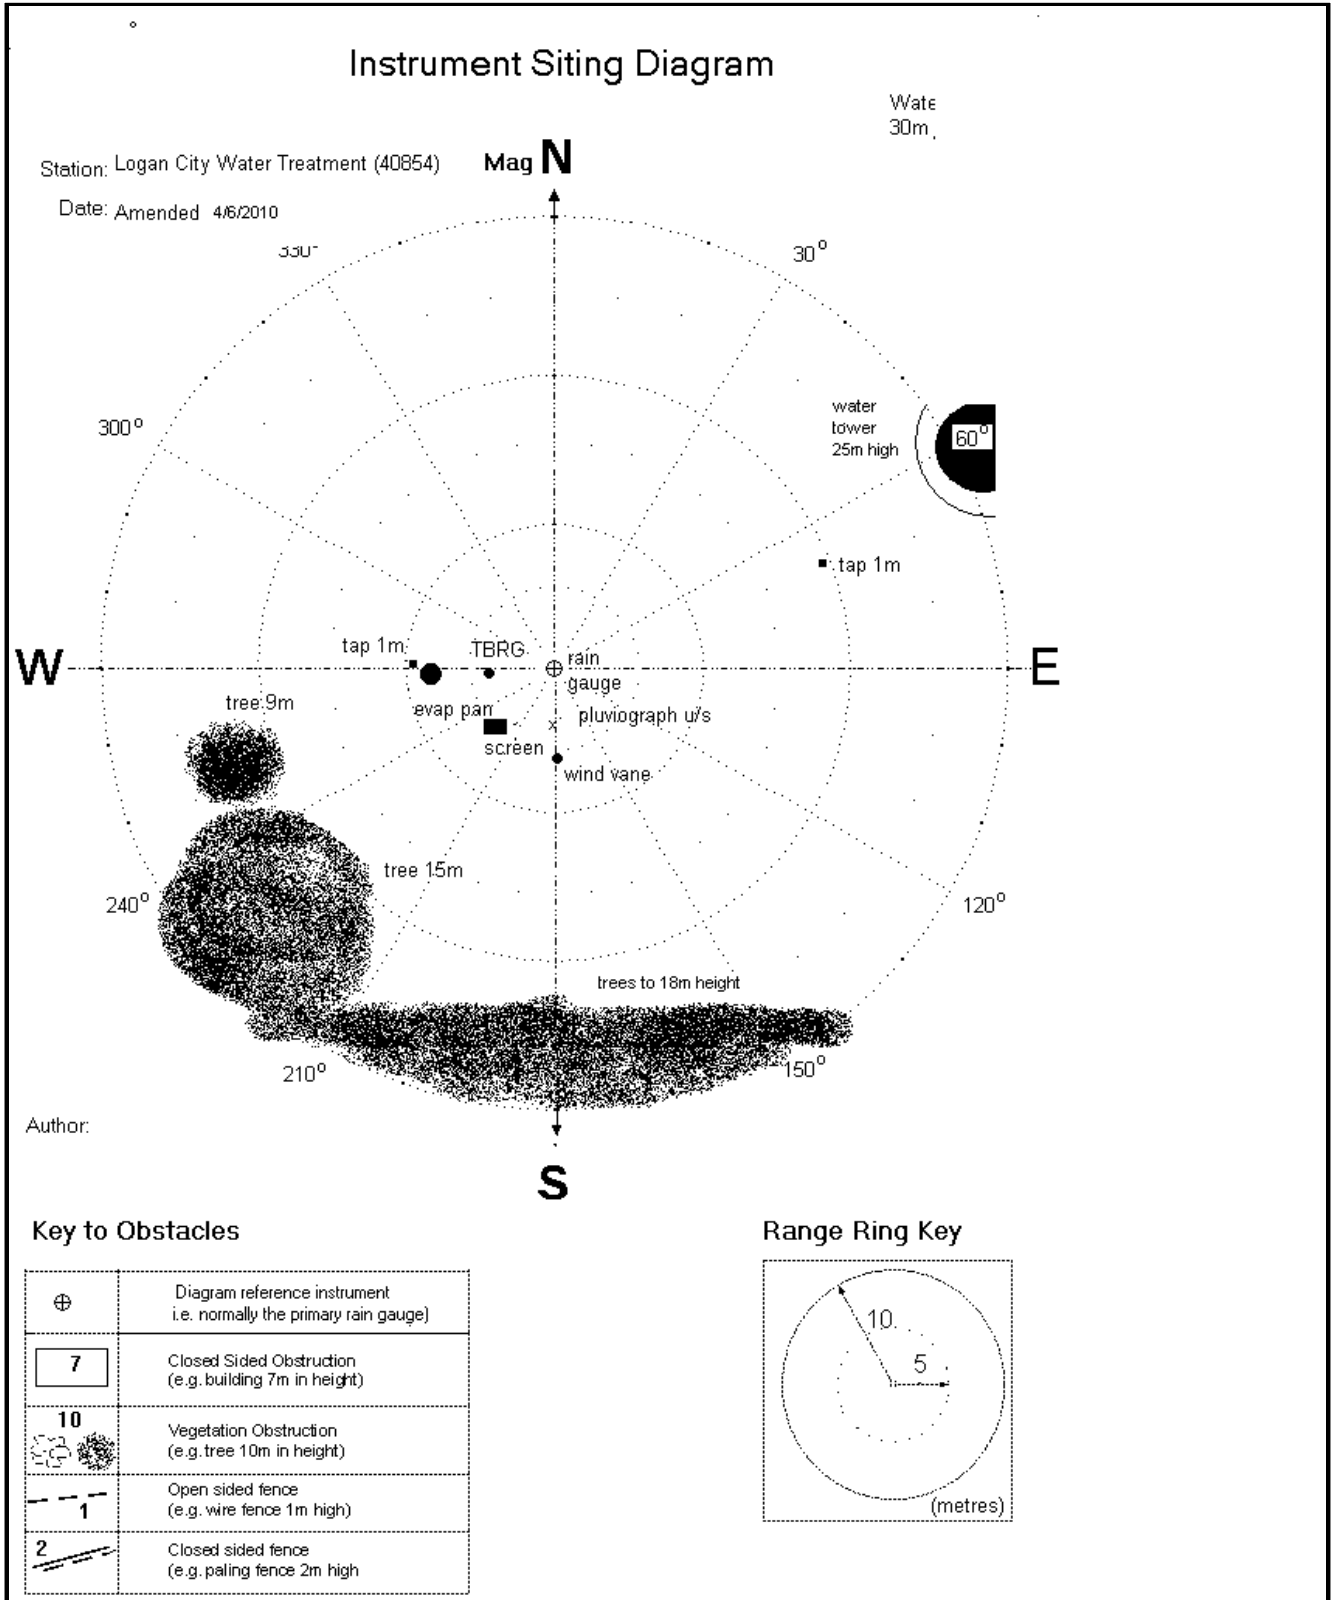 Instrument Siting Diagram
Wate
30m
Station: Logan City Water Treatment (40854)
Mag N
Date: Amended 4/6/2010
330°
30°
300°
water
tower
25m high
60°
tap 1m
W
tap 1m
TBRG
rain
gauge
E
tree 9m
evap pan
pluviograph u/s
screen
wind vane
tree 15m
240°
120°
trees to 18m height
210°
150°
Author:
S
Key to Obstacles
Range Ring Key
Diagram reference instrument
i.e. normally the primary rain gauge)
7
Closed Sided Obstruction
(e.g. building 7m in height)
10
Vegetation Obstruction
(e.g. tree 10m in height)
Open sided fence
1
(e.g. wire fence 1m high)
2
Closed sided fence
(e.g. paling fence 2m high
10
5
(metres)